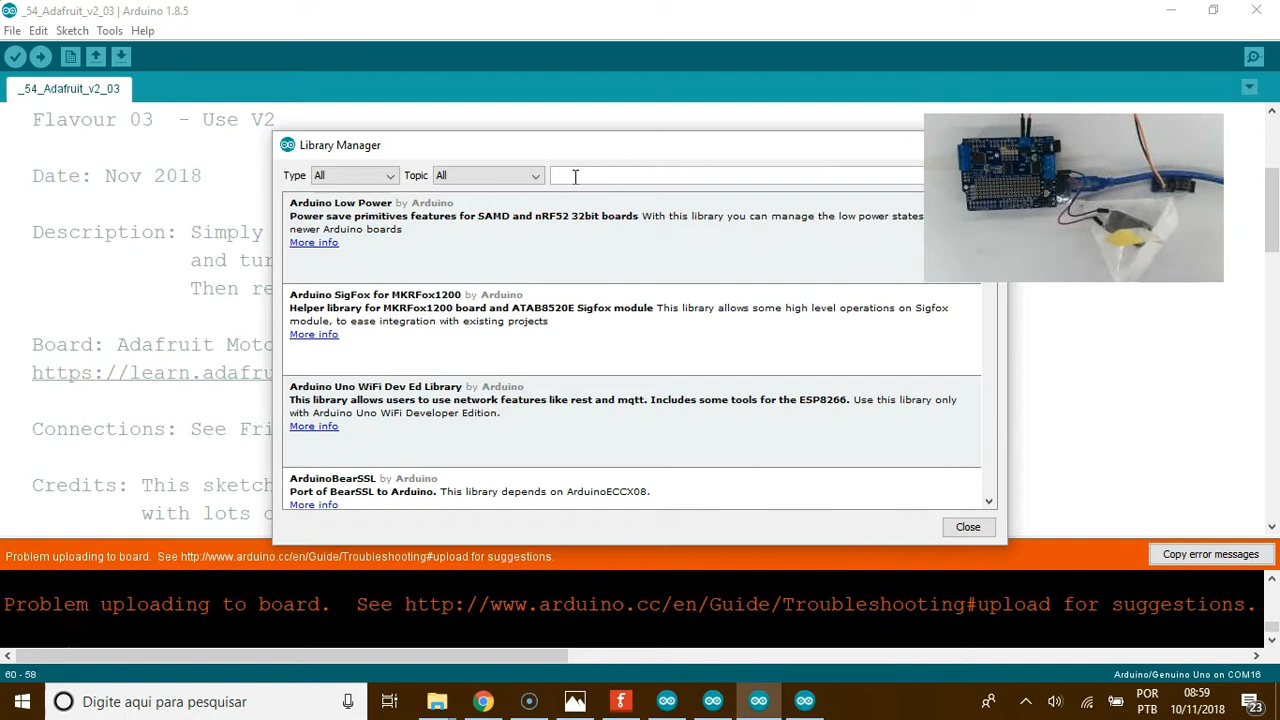 _54_Adafruit_v2_03 | Arduino 1.8.5
File Edit Sketch Tools Help
_54_Adafruit_v2_03
Flavour 03 - Use V2
Date: Nov 2018
Description: Simply
and tur
Then re
Board: Adafruit Moto
https://learn.adafru
Connections: See Fri
Credits: This sketch
with lots o
Library Manager
Type All Topic All
Arduino Low Power by Arduino
Power save primitives features for SAMD and nRF52 32bit boards With this library you can manage the low power states
newer Arduino boards
More info
Arduino SigFox for MKRFox1200 by Arduino
Helper library for MKRFox1200 board and ATAB8520E Sigfox module This library allows some high level operations on Sigfox
module, to ease integration with existing projects
More info
Arduino Uno WiFi Dev Ed Library by Arduino
This library allows users to use network features like rest and mqtt. Includes some tools for the ESP8266. Use this library only
with Arduino Uno WiFi Developer Edition.
More info
ArduinoBearSSL by Arduino
Port of BearSSL to Arduino. This library depends on ArduinoECCX08.
More info
Close
Problem uploading to board. See http://www.arduino.cc/en/Guide/Troubleshooting#upload for suggestions.
Copy error messages
Problem uploading to board. See http://www.arduino.cc/en/Guide/Troubleshooting#upload for suggestions.
60 - 58
Arduino/Genuino Uno on COM16
Digite aqui para pesquisar
POR
PTB
08:59
10/11/2018
23